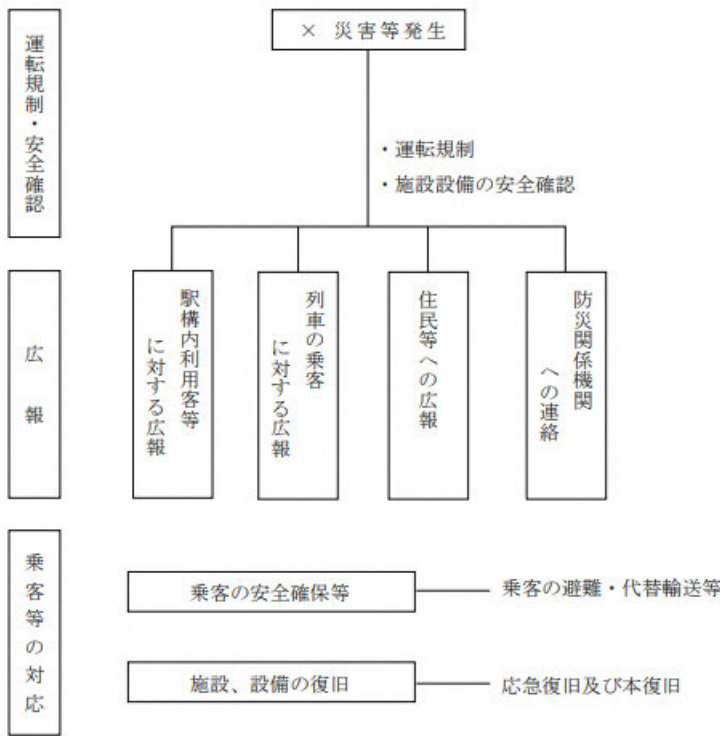 運転規制・安全確認
× 災害等発生
・運転規制
・施設設備の安全確認
広報
駅構内利用客等
に対する広報
列車の乗客
に対する広報
住民等への広報
防災関係機関
への連絡
乗客等の対応
乗客の安全確保等
乗客の避難・代替輸送等
施設、設備の復旧
応急復旧及び本復旧